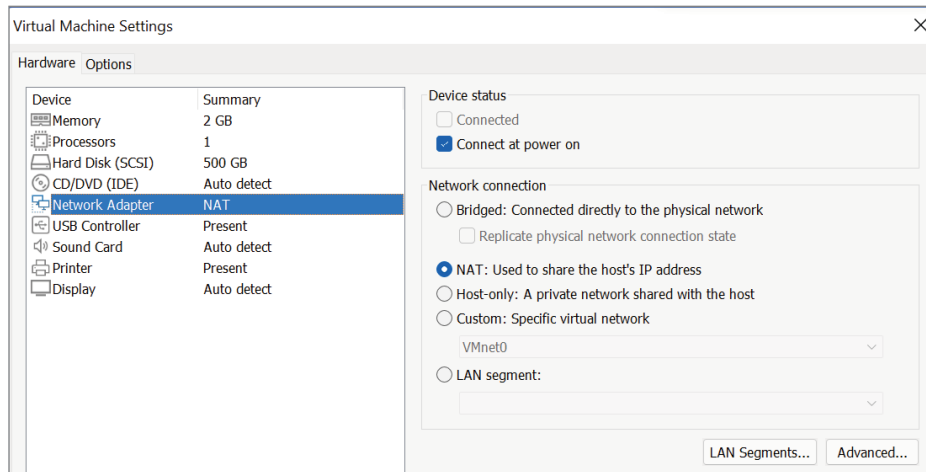 Virtual Machine Settings
Hardware Options
Device Summary
Memory 2 GB
Processors 1
Hard Disk (SCSI) 500 GB
CD/DVD (IDE) Auto detect
Network Adapter NAT
USB Controller Present
Sound Card Auto detect
Printer Present
Display Auto detect
Device status
Connected
Connect at power on
Network connection
Bridged: Connected directly to the physical network
Replicate physical network connection state
NAT: Used to share the host's IP address
Host-only: A private network shared with the host
Custom: Specific virtual network
VMnet0
LAN segment:
LAN Segments... Advanced...